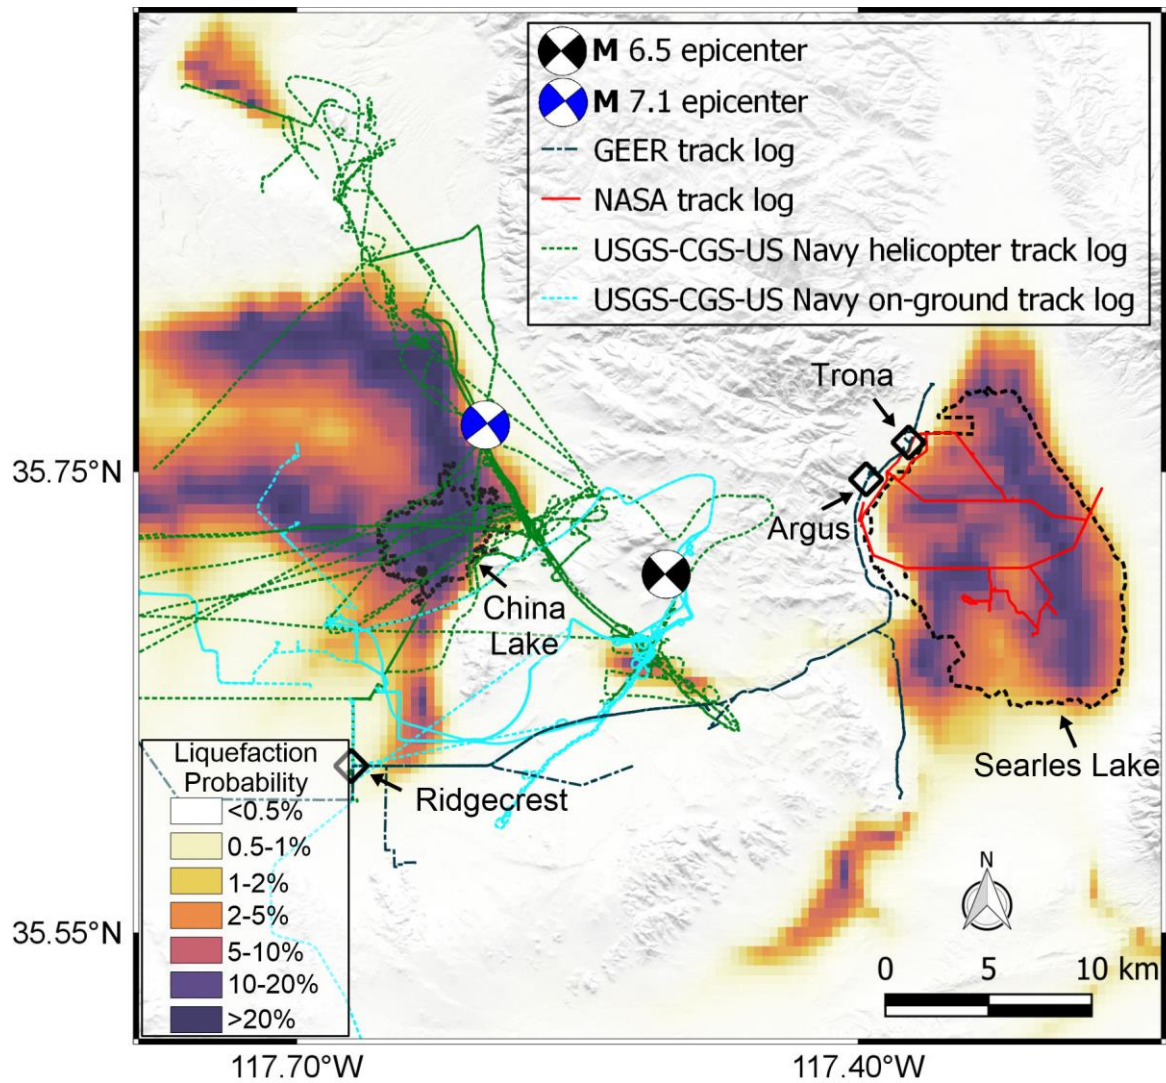 M 6.5 epicenter
M 7.1 epicenter
GEER track log
NASA track log
USGS-CGS-US Navy helicopter track log
USGS-CGS-US Navy on-ground track log
Trona
35.75°N
Argus
China
Lake
Searles Lake
Liquefaction
Probability
<0.5%
0.5-1%
1-2%
2-5%
5-10%
10-20%
>20%
Ridgecrest
N
35.55°N
0 5 10 km
117.70°W
117.40°W